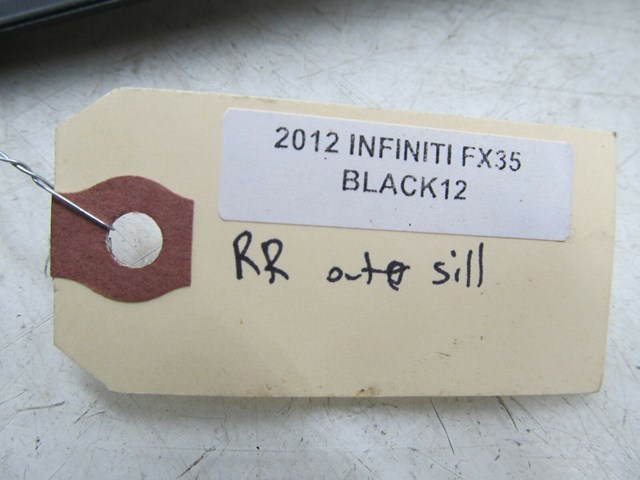 2012 INFINITI FX35
BLACK12
RR outer sill